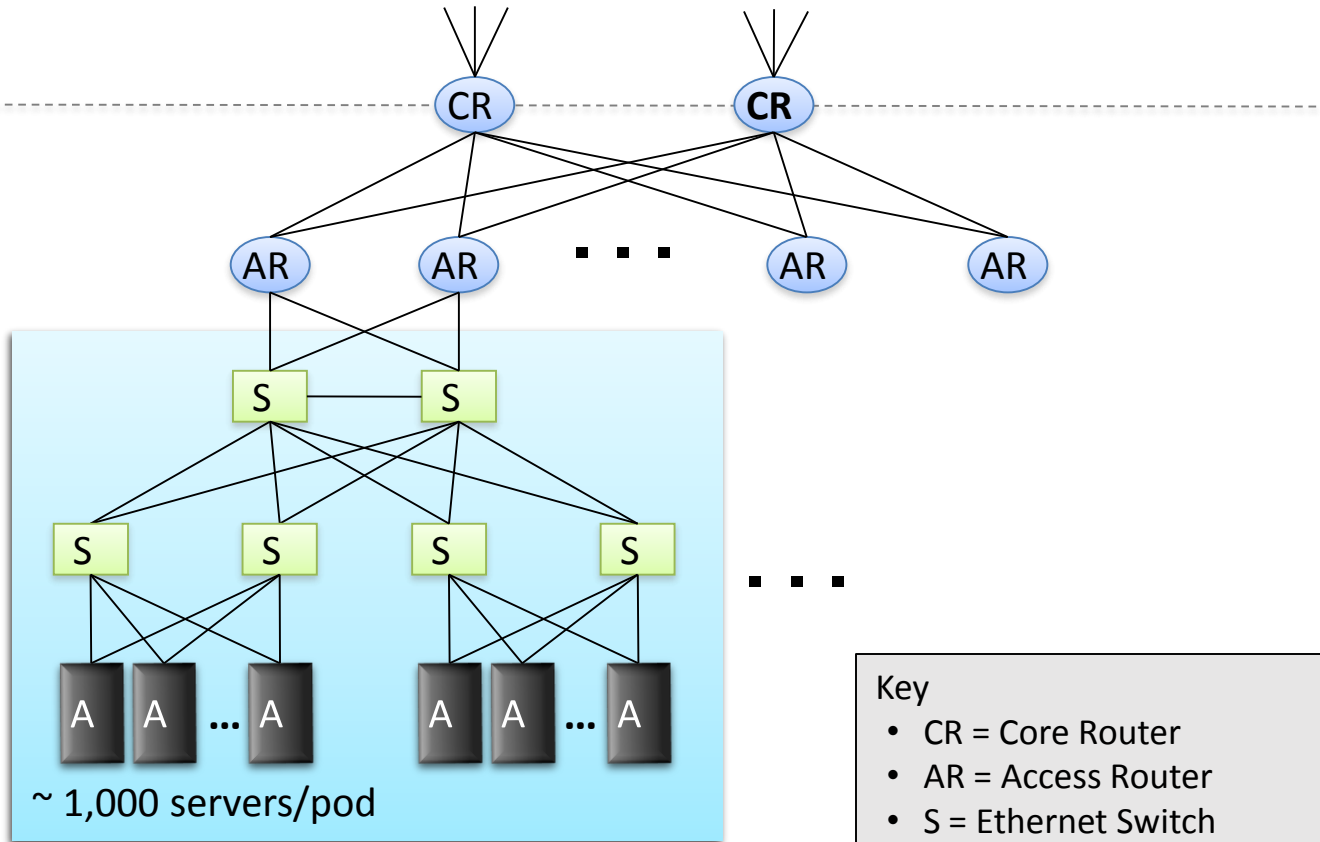 CR CR
AR AR . . . AR AR
S S
S S S S
. . .
A A ... A A A ... A
~ 1,000 servers/pod
Key
• CR = Core Router
• AR = Access Router
• S = Ethernet Switch